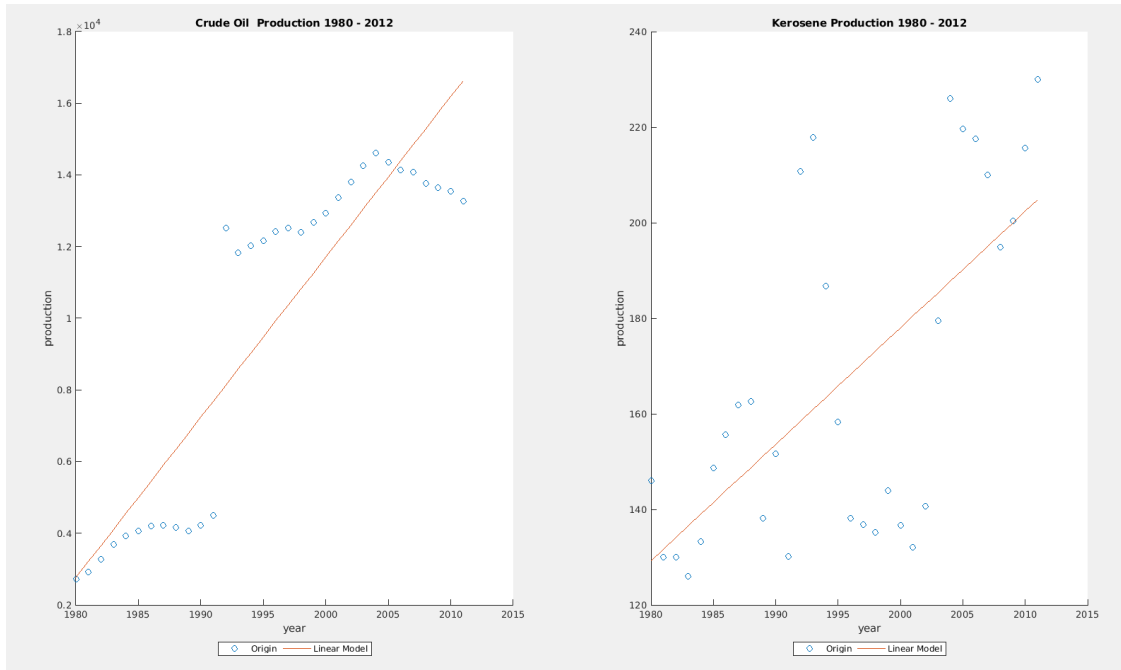 Crude Oil  Production 1980 - 2012
×10^4
1.8
1.6
1.4
1.2
1
0.8
0.6
0.4
0.2
production
1980 1985 1990 1995 2000 2005 2010 2015
year
Origin Linear Model
Kerosene Production 1980 - 2012
240
220
200
180
160
140
120
production
1980 1985 1990 1995 2000 2005 2010 2015
year
Origin Linear Model